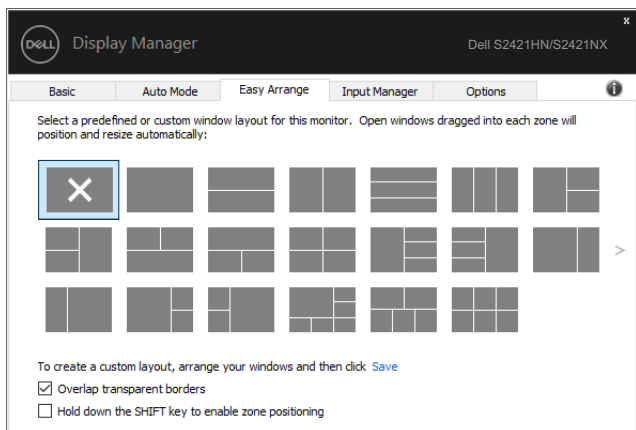 x
DELL Display Manager Dell S2421HN/S2421NX
Basic Auto Mode Easy Arrange Input Manager Options i
Select a predefined or custom window layout for this monitor. Open windows dragged into each zone will
position and resize automatically:
>
To create a custom layout, arrange your windows and then click Save
Overlap transparent borders
Hold down the SHIFT key to enable zone positioning